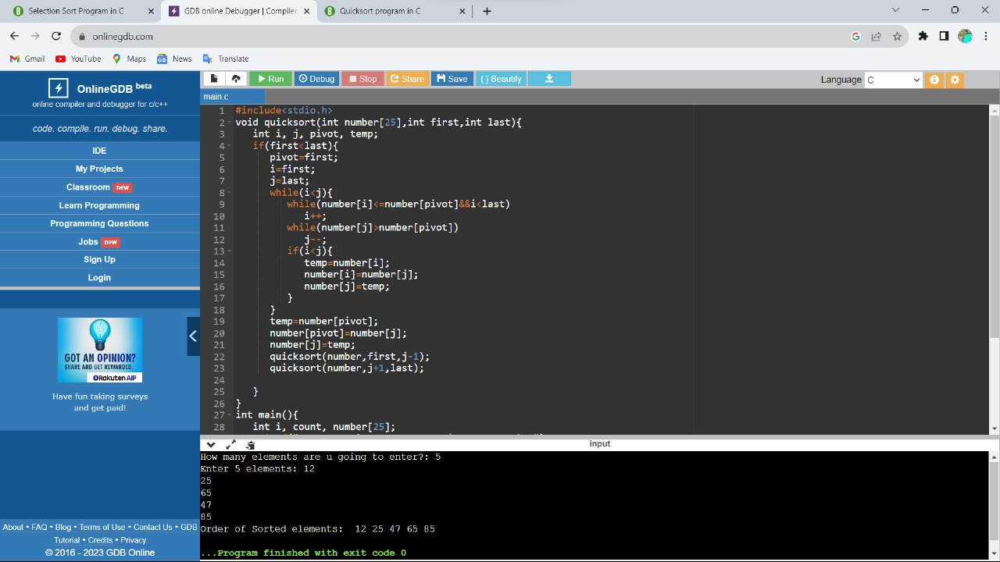 Selection program in C
GDB online Debugger | Compiler
Quicksort program in C
onlinegdb.com
Gmail YouTube Maps News Translate
OnlineGDB beta
online compiler and debugger for c/c++
code. compile. run. debug. share.
IDE
My Projects
Classroom new
Learn Programming
Programming Questions
Jobs new
Sign Up
Login
GOT AN OPINION?
SHARE AND GET REWARDED.
Rakuten AIP
Have fun taking surveys
and get paid!
About • FAQ • Blog • Terms of Use • Contact Us • GDB
Tutorial • Credits • Privacy
© 2016 - 2023 GDB Online
Run Debug Stop Share Save { } Beautify
Language C
main.c
1 #include<stdio.h>
2 void quicksort(int number[25],int first,int last){
3 int i, j, pivot, temp;
4 if(first<last){
5 pivot=first;
6 i=first;
7 j=last;
8 while(i<j){
9 while(number[i]<=number[pivot]&&i<last)
10 i++;
11 while(number[j]>number[pivot])
12 j--;
13 if(i<j){
14 temp=number[i];
15 number[i]=number[j];
16 number[j]=temp;
17 }
18 }
19 temp=number[pivot];
20 number[pivot]=number[j];
21 number[j]=temp;
22 quicksort(number,first,j-1);
23 quicksort(number,j+1,last);
24
25 }
26 }
27 int main(){
28 int i, count, number[25];
input
How many elements are u going to enter?: 5
Enter 5 elements: 12
25
65
47
85
Order of Sorted elements:  12 25 47 65 85
...Program finished with exit code 0